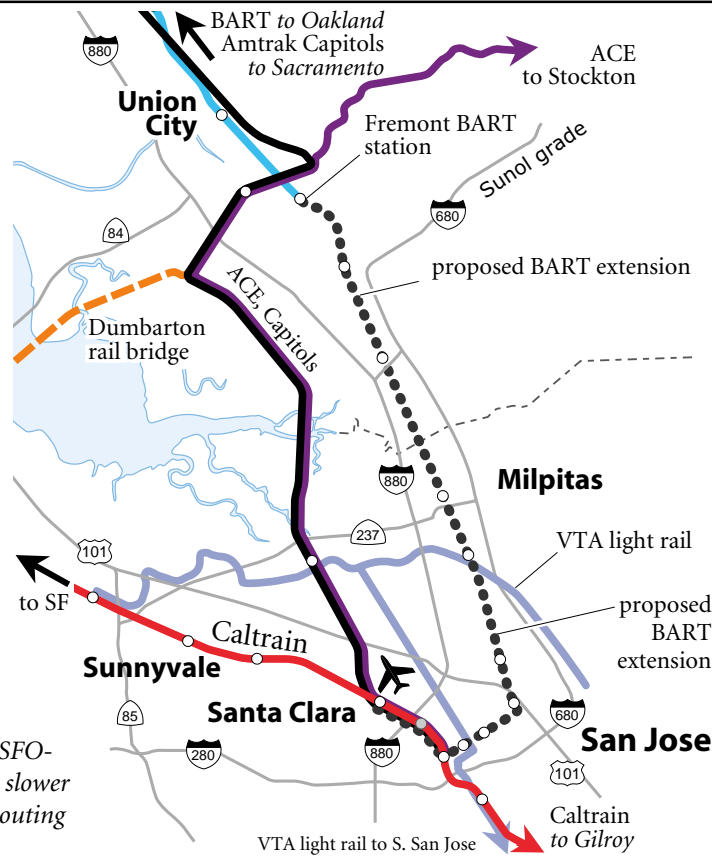 BART to Oakland
Amtrak Capitols
to Sacramento
880
ACE
to Stockton
Union
City
Fremont BART
station
Sunol grade
680
84
proposed BART extension
ACE, Capitols
Dumbarton
rail bridge
880
Milpitas
237
101
VTA light rail
to SF
proposed
BART
extension
Caltrain
Sunnyvale
Santa Clara
85
680
San Jose
280
880
SFO-
slower
outing
101
Caltrain
to Gilroy
VTA light rail to S. San Jose